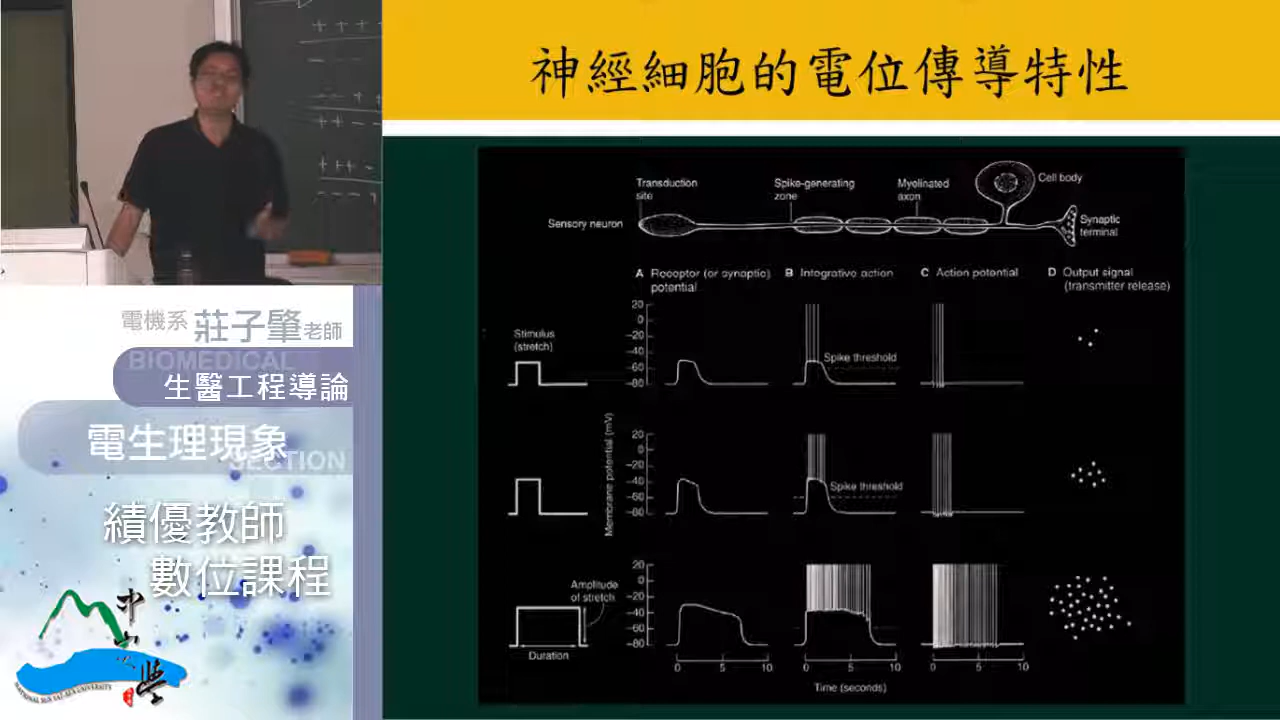 神經細胞的電位傳導特性
Transduction site
Spike-generating zone
Myelinated axon
Cell body
Sensory neuron
Synaptic terminal
A Receptor (or synaptic) potential
B Integrative action
C Action potential
D Output signal (transmitter release)
Stimulus (stretch)
20
0
-20
-40
-60
-80
Spike threshold
Membrane potential (mV)
20
0
-20
-40
-60
-80
Spike threshold
Amplitude of stretch
Duration
20
0
-20
-40
-60
-80
0 5 10
0 5 10
0 5 10
Time (seconds)
+ + + +
電機系 莊子肇 老師
BIOMEDICAL
生醫工程導論
電生理現象
SECTION
績優教師
數位課程
NATIONAL SUN YAT-SEN UNIVERSITY